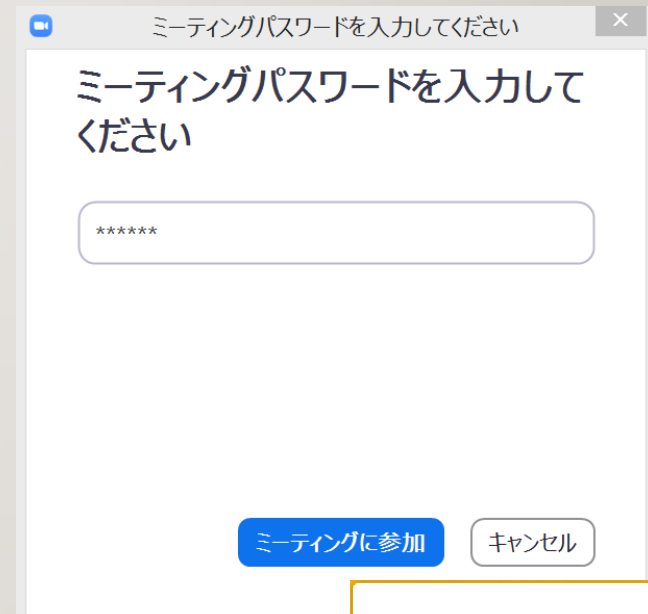 ミーティングパスワードを入力してください
ミーティングパスワードを入力して
ください
******
ミーティングに参加
キャンセル